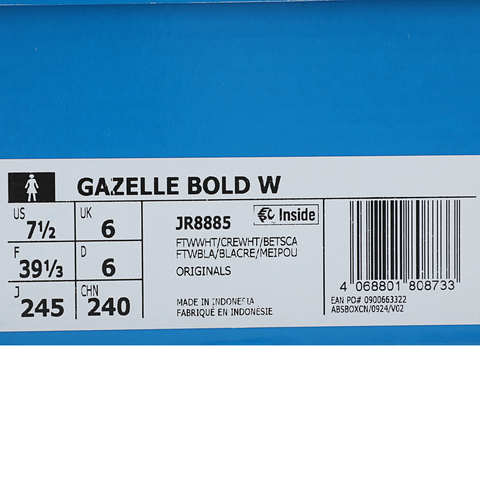 GAZELLE BOLD W
US 7½ UK 6
F 39⅓ D 6
J 245 CHN 240
JR8885
Inside
FTWWHT/CREWHT/BETSCA
FTWBLA/BLACRE/MEIPOU
ORIGINALS
MADE IN INDONESIA
FABRIQUÉ EN INDONESIE
4 068801 808733
EAN PO# 0900663322
ABSBOXCN/0924/V02